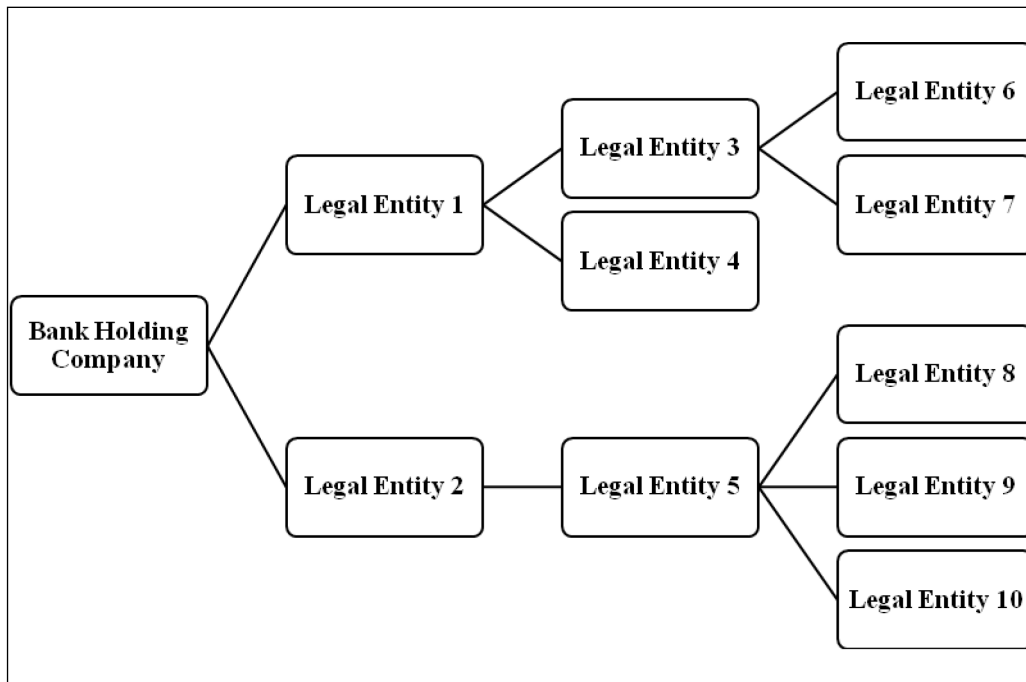 Legal Entity 6
Legal Entity 3
Legal Entity 7
Legal Entity 1
Legal Entity 4
Bank Holding
Company
Legal Entity 8
Legal Entity 2
Legal Entity 5
Legal Entity 9
Legal Entity 10